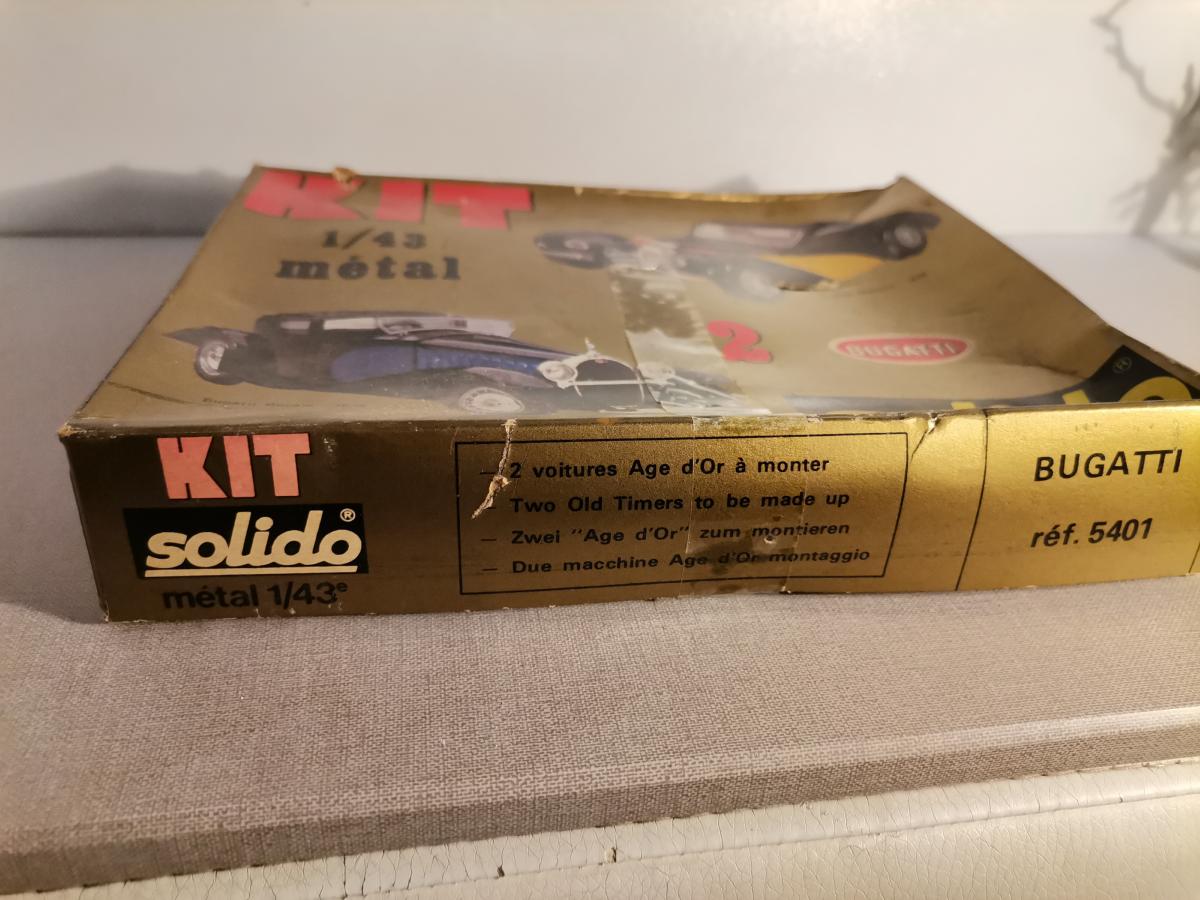 KIT
1/43
métal
2
BUGATTI
®
KIT
solido®
métal 1/43e
– 2 voitures Age d'Or à monter
– Two Old Timers to be made up
– Zwei "Age d'Or" zum montieren
– Due macchine Age d'Or montaggio
BUGATTI
réf. 5401